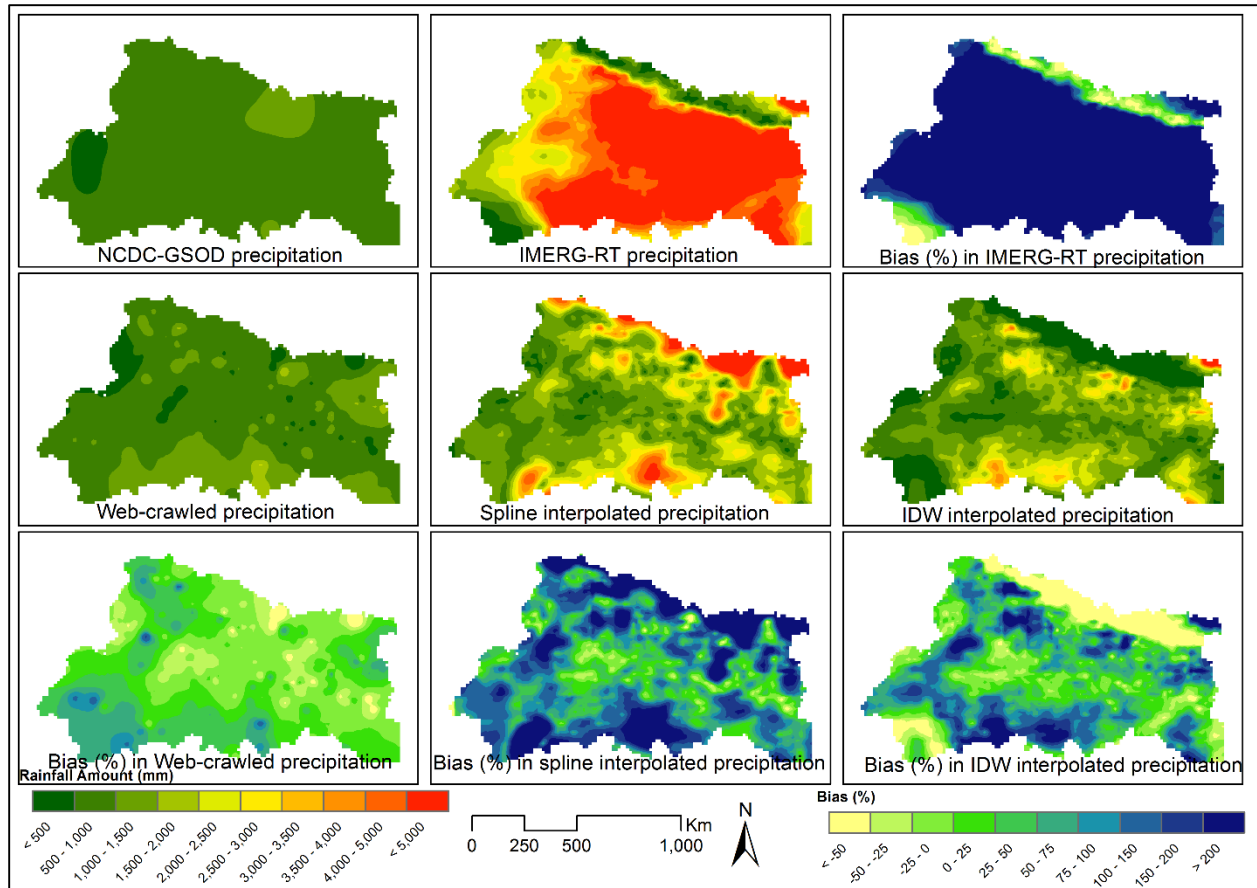 NCDC-GSOD precipitation
IMERG-RT precipitation
Bias (%) in IMERG-RT precipitation
Web-crawled precipitation
Spline interpolated precipitation
IDW interpolated precipitation
Bias (%) in Web-crawled precipitation
Bias (%) in spline interpolated precipitation
Bias (%) in IDW interpolated precipitation
Rainfall Amount (mm)
< 500
500 - 1,000
1,000 - 1,500
1,500 - 2,000
2,000 - 2,500
2,500 - 3,000
3,000 - 3,500
3,500 - 4,000
4,000 - 5,000
< 5,000
Km
0 250 500 1,000
N
Bias (%)
< -50
-50 - -25
-25 - 0
0 - 25
25 - 50
50 - 75
75 - 100
100 - 150
150 - 200
> 200